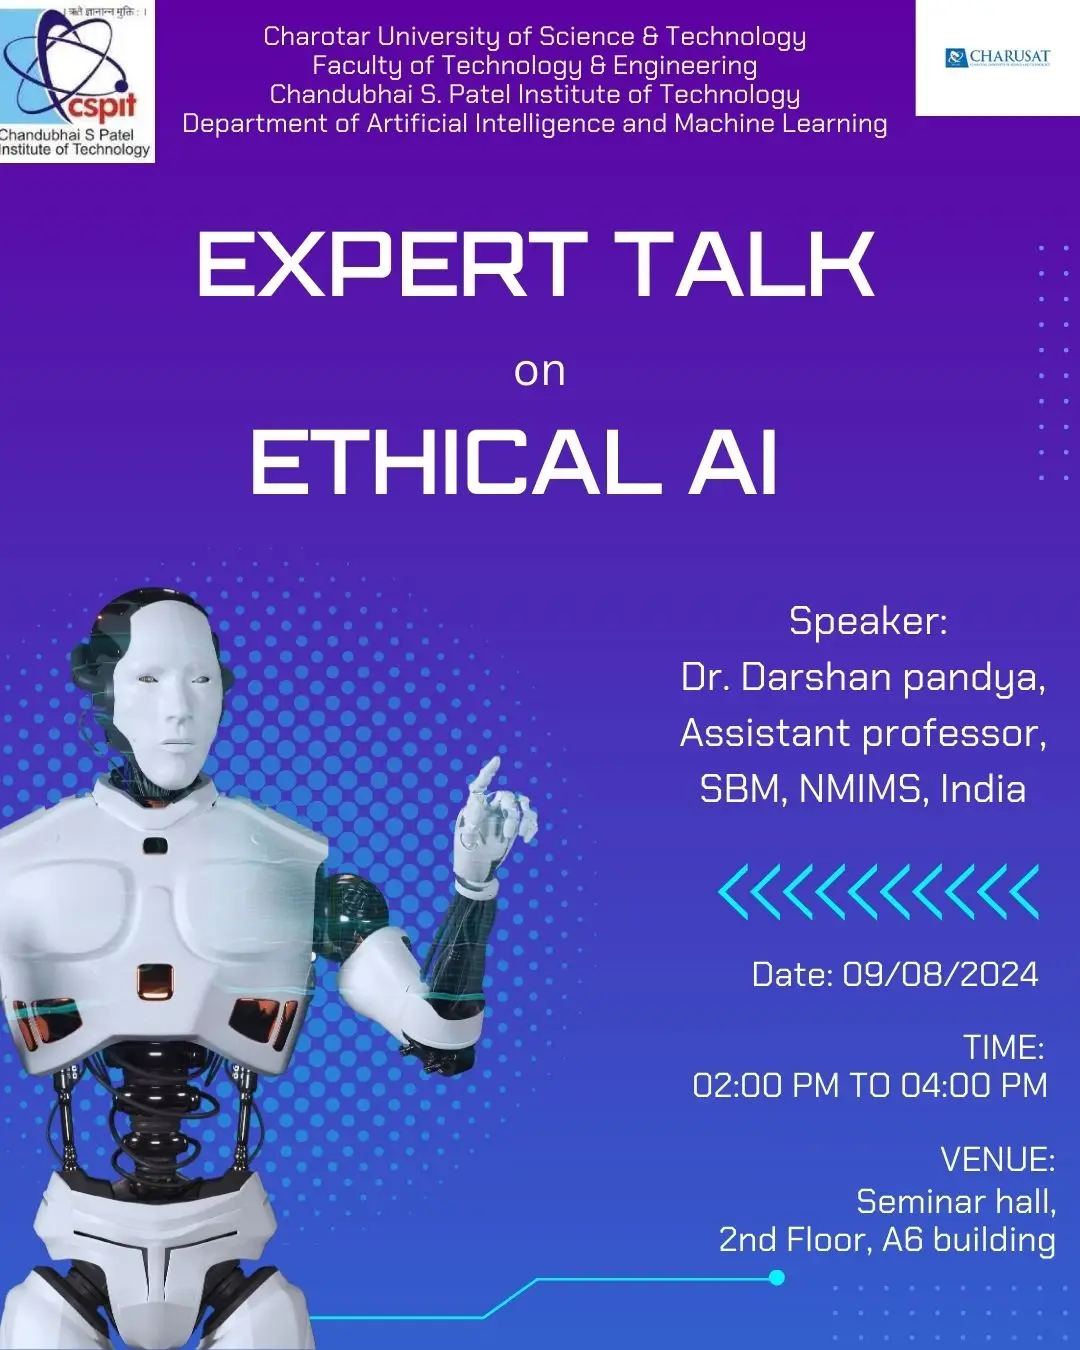 । ऋते ज्ञानान्न मुक्तिः । ।
cspit
Chandubhai S Patel
Institute of Technology
Charotar University of Science & Technology
Faculty of Technology & Engineering
Chandubhai S. Patel Institute of Technology
Department of Artificial Intelligence and Machine Learning
CHARUSAT
EXPERT TALK
on
ETHICAL AI
Speaker:
Dr. Darshan pandya,
Assistant professor,
SBM, NMIMS, India
Date: 09/08/2024
TIME:
02:00 PM TO 04:00 PM
VENUE:
Seminar hall,
2nd Floor, A6 building